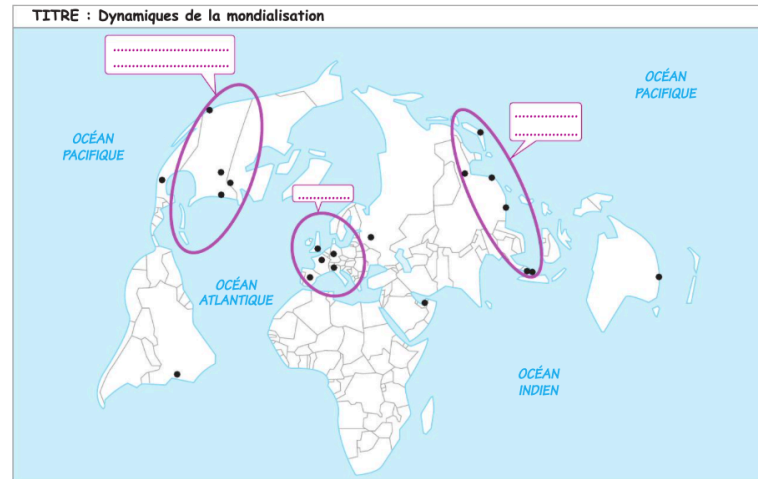 TITRE : Dynamiques de la mondialisation
OCÉAN
PACIFIQUE
OCÉAN
PACIFIQUE
OCÉAN
ATLANTIQUE
OCÉAN
INDIEN